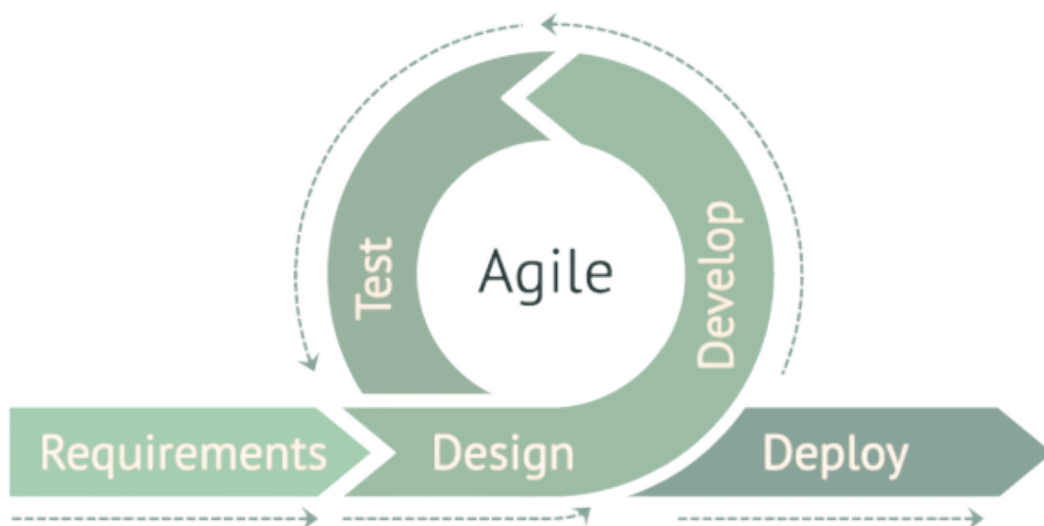 Test
Agile
Develop
Requirements
Design
Deploy